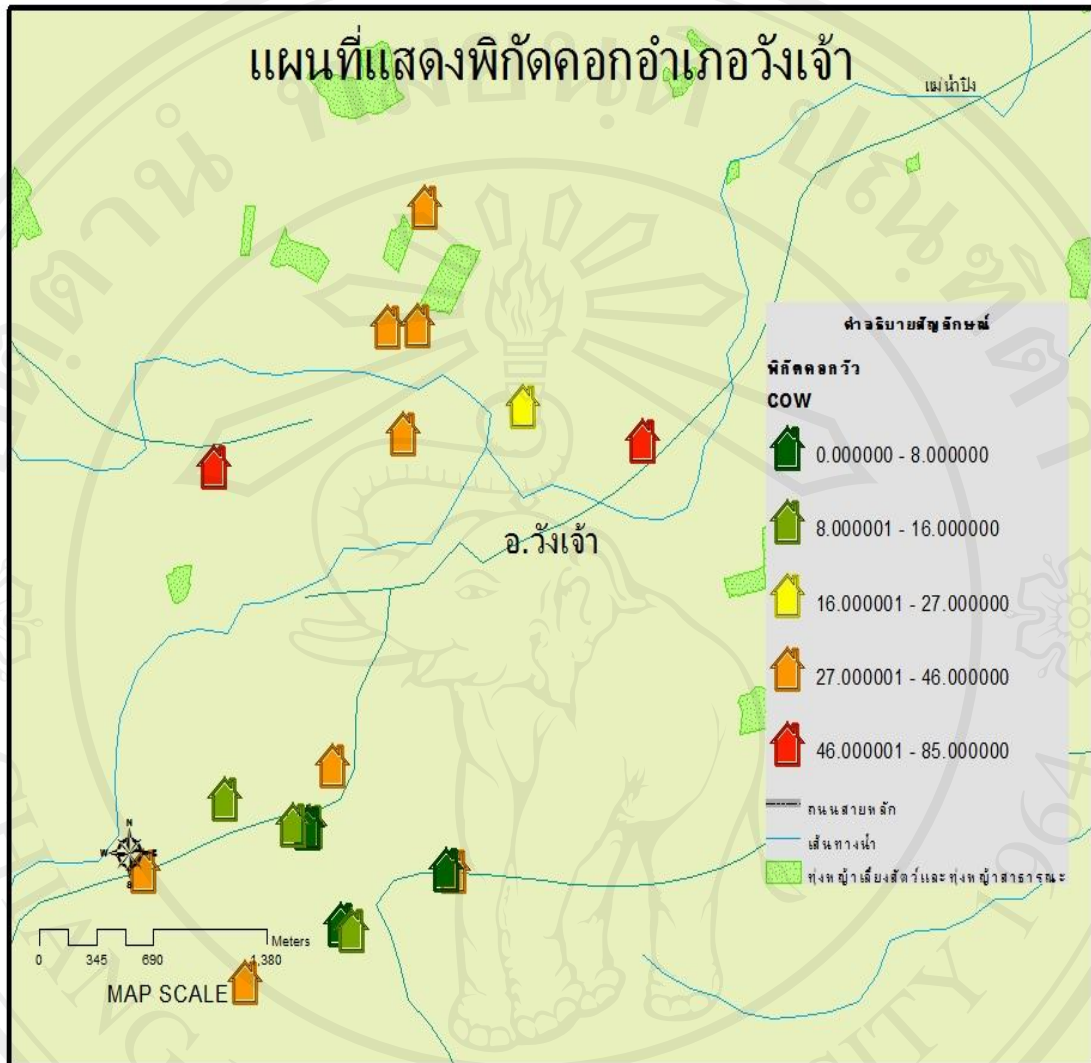 แผนที่แสดงพิกัดคอกอำเภอวังเจ้า
แม่น้ำปิง
คำอธิบายสัญลักษณ์
พิกัดคอกวัว
COW
0.000000 - 8.000000
8.000001 - 16.000000
16.000001 - 27.000000
27.000001 - 46.000000
46.000001 - 85.000000
ถนนสายหลัก
เส้นทางน้ำ
ทุ่งหญ้าเลี้ยงสัตว์และทุ่งหญ้าสาธารณะ
อ.วังเจ้า
N
W E
S
Meters
0 345 690 1,380
MAP SCALE